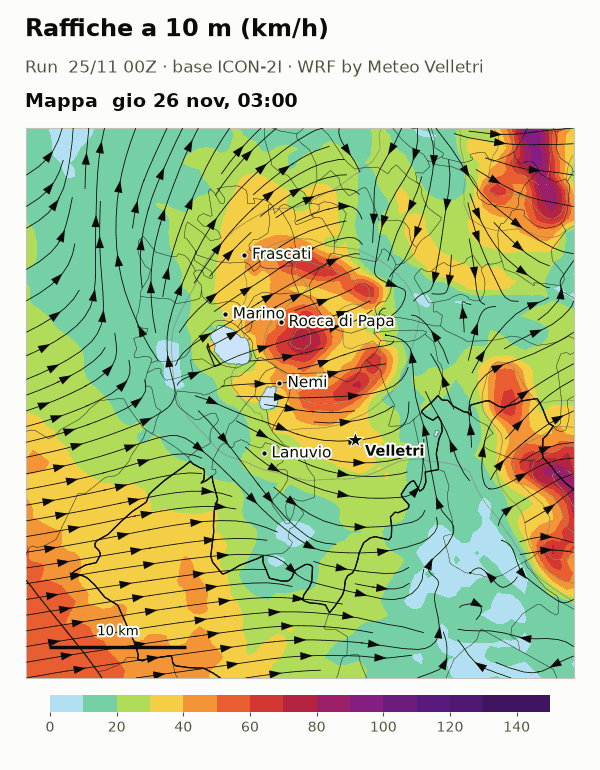 Raffiche a 10 m (km/h)
Run  25/11 00Z · base ICON-2I · WRF by Meteo Velletri
Mappa  gio 26 nov, 03:00
Frascati
Marino
Rocca di Papa
Nemi
Velletri
Lanuvio
10 km
0 20 40 60 80 100 120 140